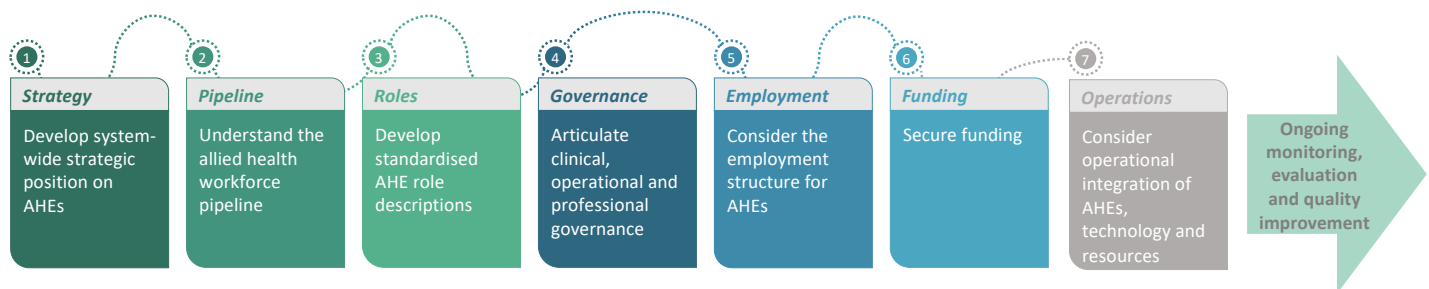 1
Strategy
Develop system-
wide strategic
position on
AHEs
2
Pipeline
Understand the
allied health
workforce
pipeline
3
Roles
Develop
standardised
AHE role
descriptions
4
Governance
Articulate
clinical,
operational and
professional
governance
5
Employment
Consider the
employment
structure for
AHEs
6
Funding
Secure funding
7
Operations
Consider
operational
integration of
AHEs,
technology and
resources
Ongoing
monitoring,
evaluation
and quality
improvement